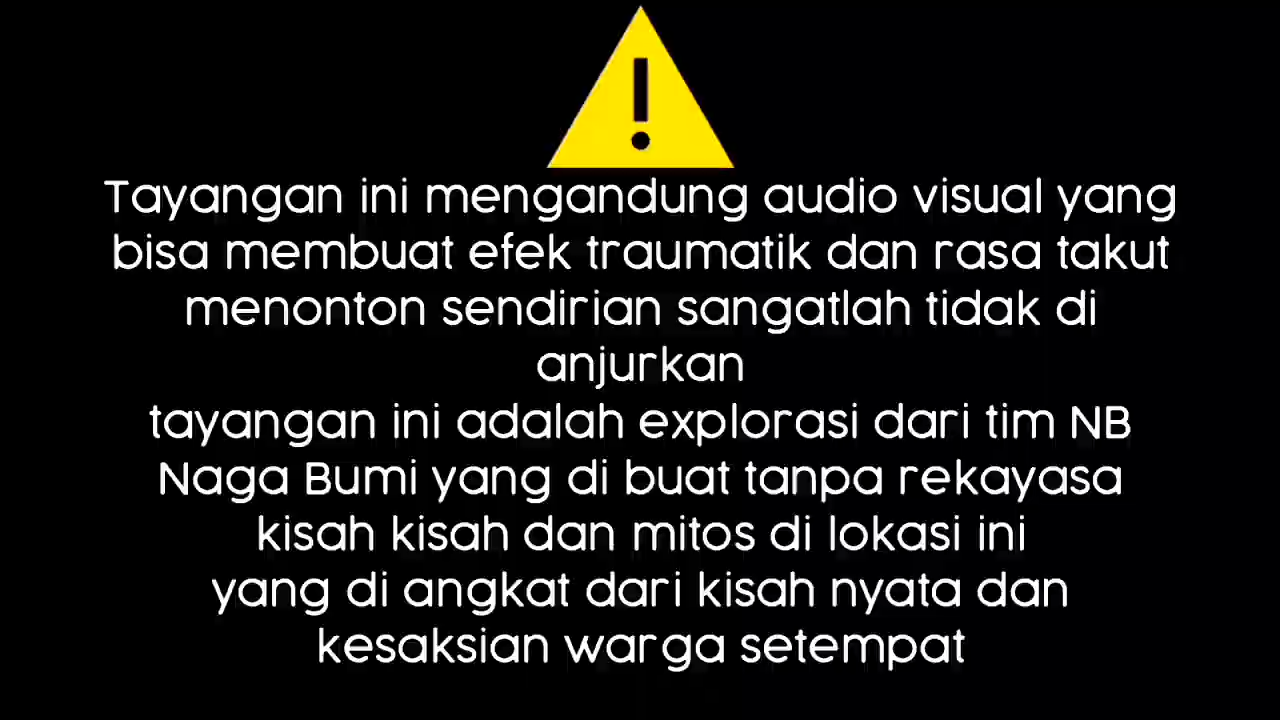 Tayangan ini mengandung audio visual yang
bisa membuat efek traumatik dan rasa takut
menonton sendirian sangatlah tidak di
anjurkan
tayangan ini adalah explorasi dari tim NB
Naga Bumi yang di buat tanpa rekayasa
kisah kisah dan mitos di lokasi ini
yang di angkat dari kisah nyata dan
kesaksian warga setempat